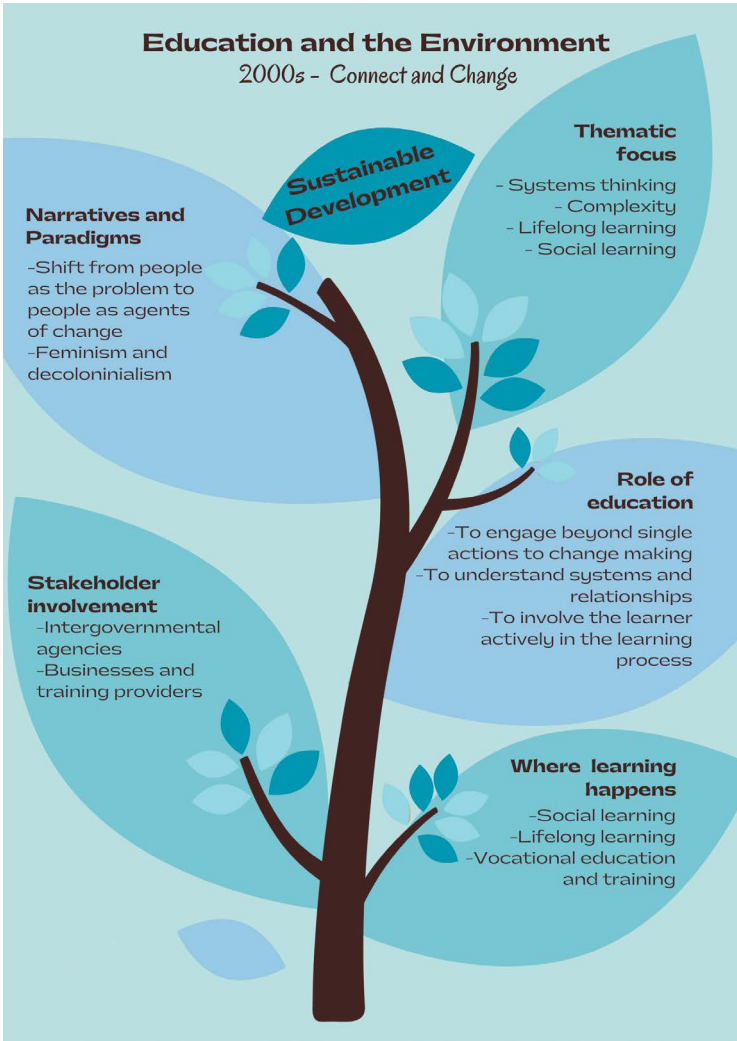 Education and the Environment
2000s - Connect and Change
Sustainable
Development
Thematic
focus
- Systems thinking
- Complexity
- Lifelong learning
- Social learning
Narratives and
Paradigms
-Shift from people
as the problem to
people as agents
of change
-Feminism and
decoloninialism
Role of
education
-To engage beyond single
actions to change making
-To understand systems and
relationships
-To involve the learner
actively in the learning
process
Stakeholder
involvement
-Intergovernmental
agencies
-Businesses and
training providers
Where learning
happens
-Social learning
-Lifelong learning
-Vocational education
and training